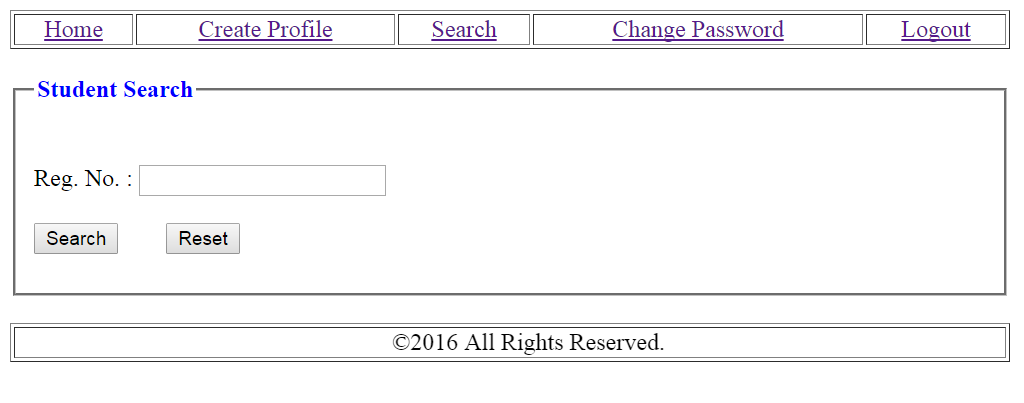 Home Create Profile Search Change Password Logout
Student Search
Reg. No. :
Search Reset
©2016 All Rights Reserved.